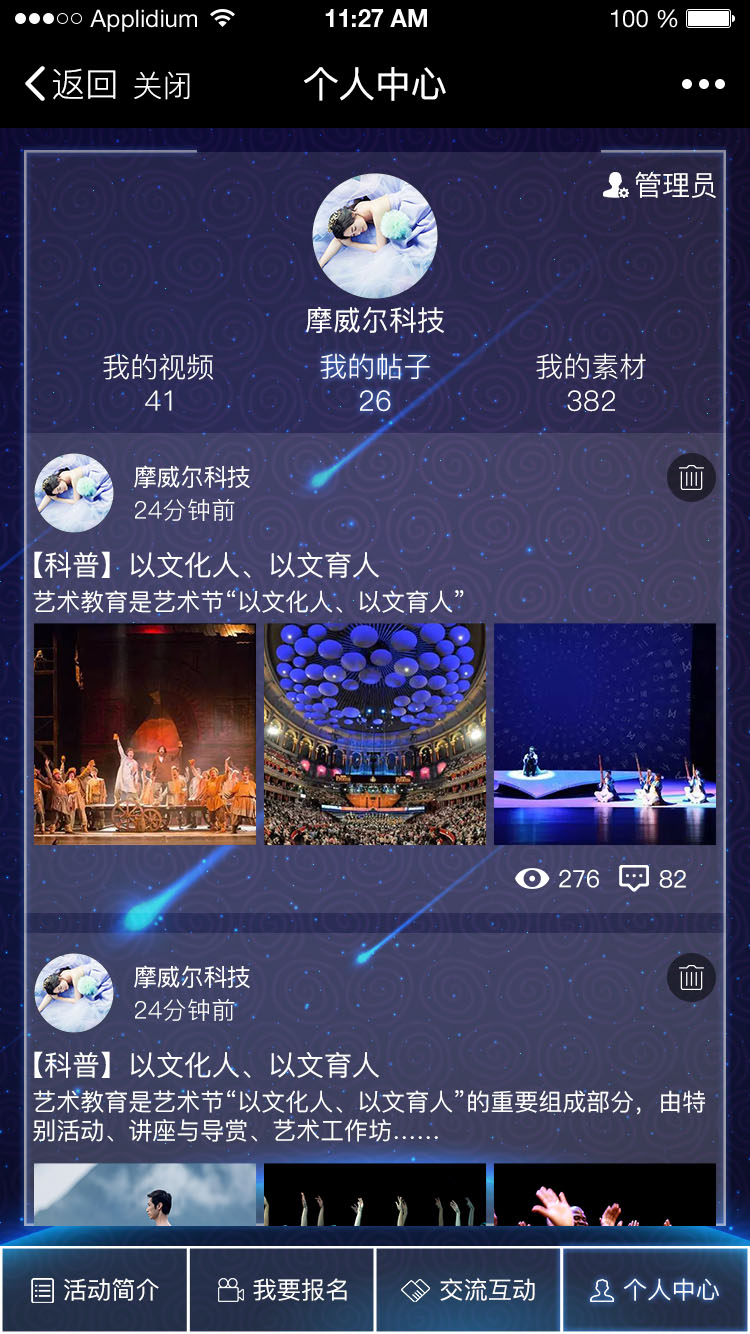 Applidium 11:27 AM 100 %
返回 关闭 个人中心
管理员
摩威尔科技
我的视频 我的帖子 我的素材
41 26 382
摩威尔科技
24分钟前
【科普】以文化人、以文育人
艺术教育是艺术节“以文化人、以文育人”
276 82
摩威尔科技
24分钟前
【科普】以文化人、以文育人
艺术教育是艺术节“以文化人、以文育人”的重要组成部分，由特
别活动、讲座与导赏、艺术工作坊......
活动简介 我要报名 交流互动 个人中心